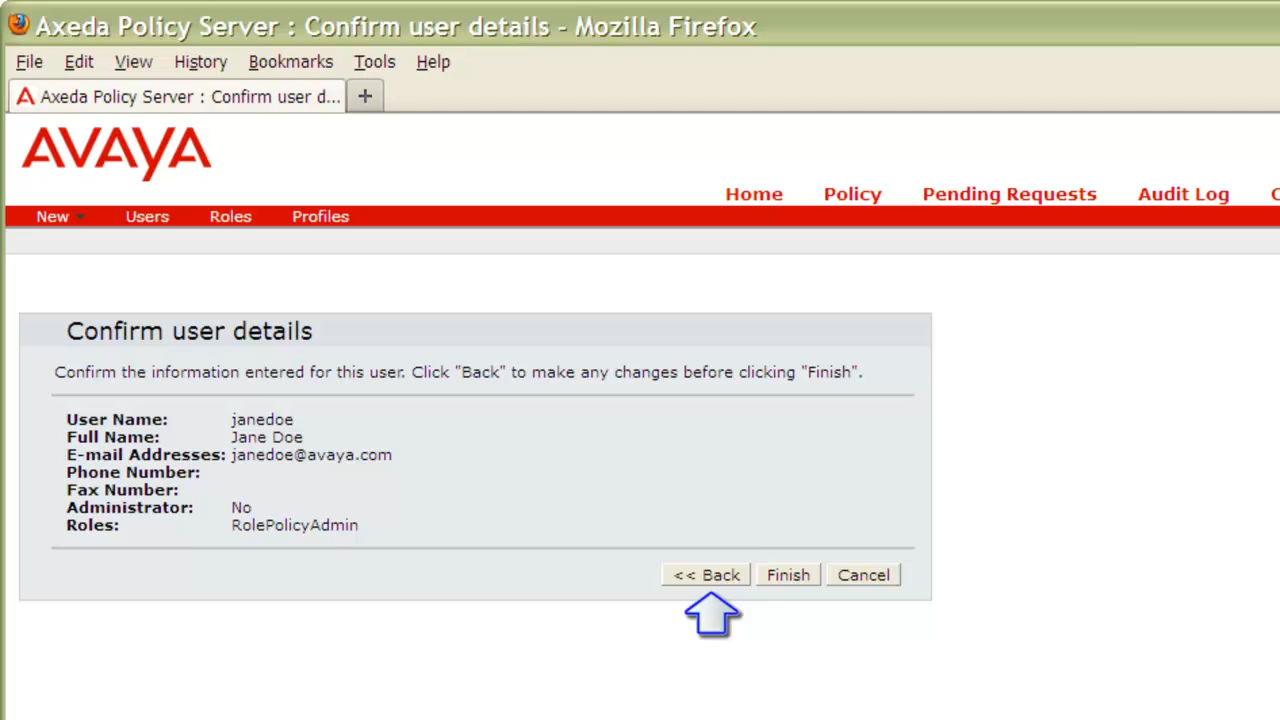 Axeda Policy Server : Confirm user details - Mozilla Firefox
File Edit View History Bookmarks Tools Help
Axeda Policy Server : Confirm user d... +
AVAYA
Home Policy Pending Requests Audit Log
New Users Roles Profiles
Confirm user details
Confirm the information entered for this user. Click "Back" to make any changes before clicking "Finish".
User Name: janedoe
Full Name: Jane Doe
E-mail Addresses: janedoe@avaya.com
Phone Number:
Fax Number:
Administrator: No
Roles: RolePolicyAdmin
<< Back Finish Cancel